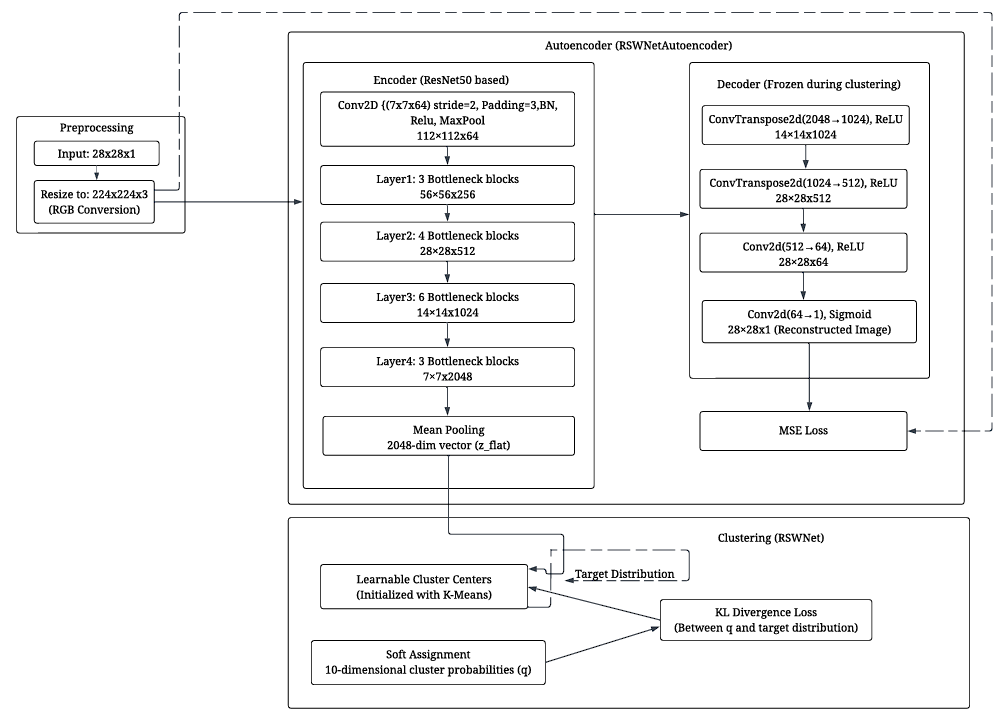 Autoencoder (RSWNetAutoencoder)
Preprocessing
Input: 28x28x1
Resize to: 224x224x3
(RGB Conversion)
Encoder (ResNet50 based)
Conv2D {(7x7x64) stride=2, Padding=3,BN,
Relu, MaxPool
112×112x64
Layer1: 3 Bottleneck blocks
56×56x256
Layer2: 4 Bottleneck blocks
28×28x512
Layer3: 6 Bottleneck blocks
14×14x1024
Layer4: 3 Bottleneck blocks
7×7x2048
Mean Pooling
2048-dim vector (z_flat)
Decoder (Frozen during clustering)
ConvTranspose2d(2048→1024), ReLU
14×14x1024
ConvTranspose2d(1024→512), ReLU
28×28x512
Conv2d(512→64), ReLU
28×28x64
Conv2d(64→1), Sigmoid
28×28x1 (Reconstructed Image)
MSE Loss
Clustering (RSWNet)
Learnable Cluster Centers
(Initialized with K-Means)
Target Distribution
KL Divergence Loss
(Between q and target distribution)
Soft Assignment
10-dimensional cluster probabilities (q)